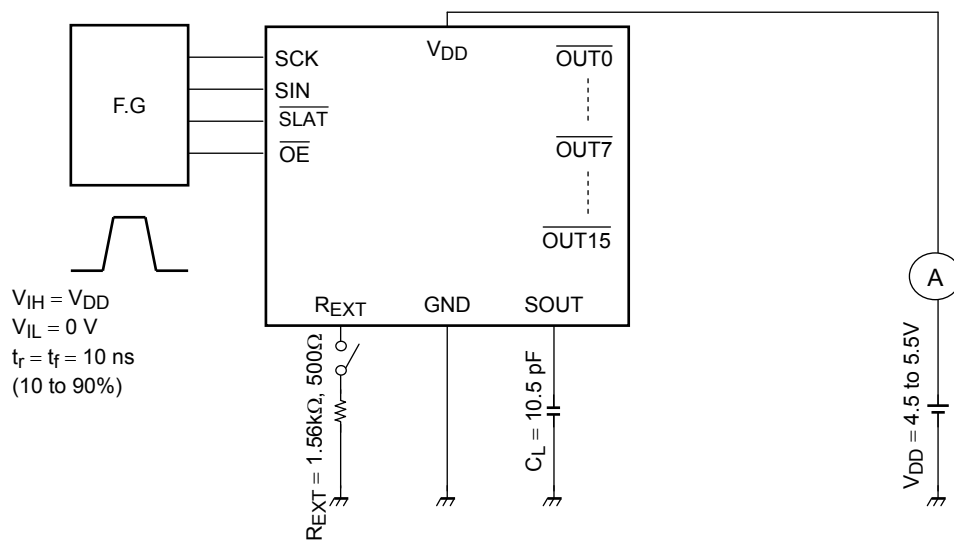 F.G
SCK
SIN
SLAT
OE
VDD
OUT0
OUT7
OUT15
REXT
GND
SOUT
A
VIH = VDD
VIL = 0 V
tr = tf = 10 ns
(10 to 90%)
REXT = 1.56kΩ, 500Ω
CL = 10.5 pF
VDD = 4.5 to 5.5V